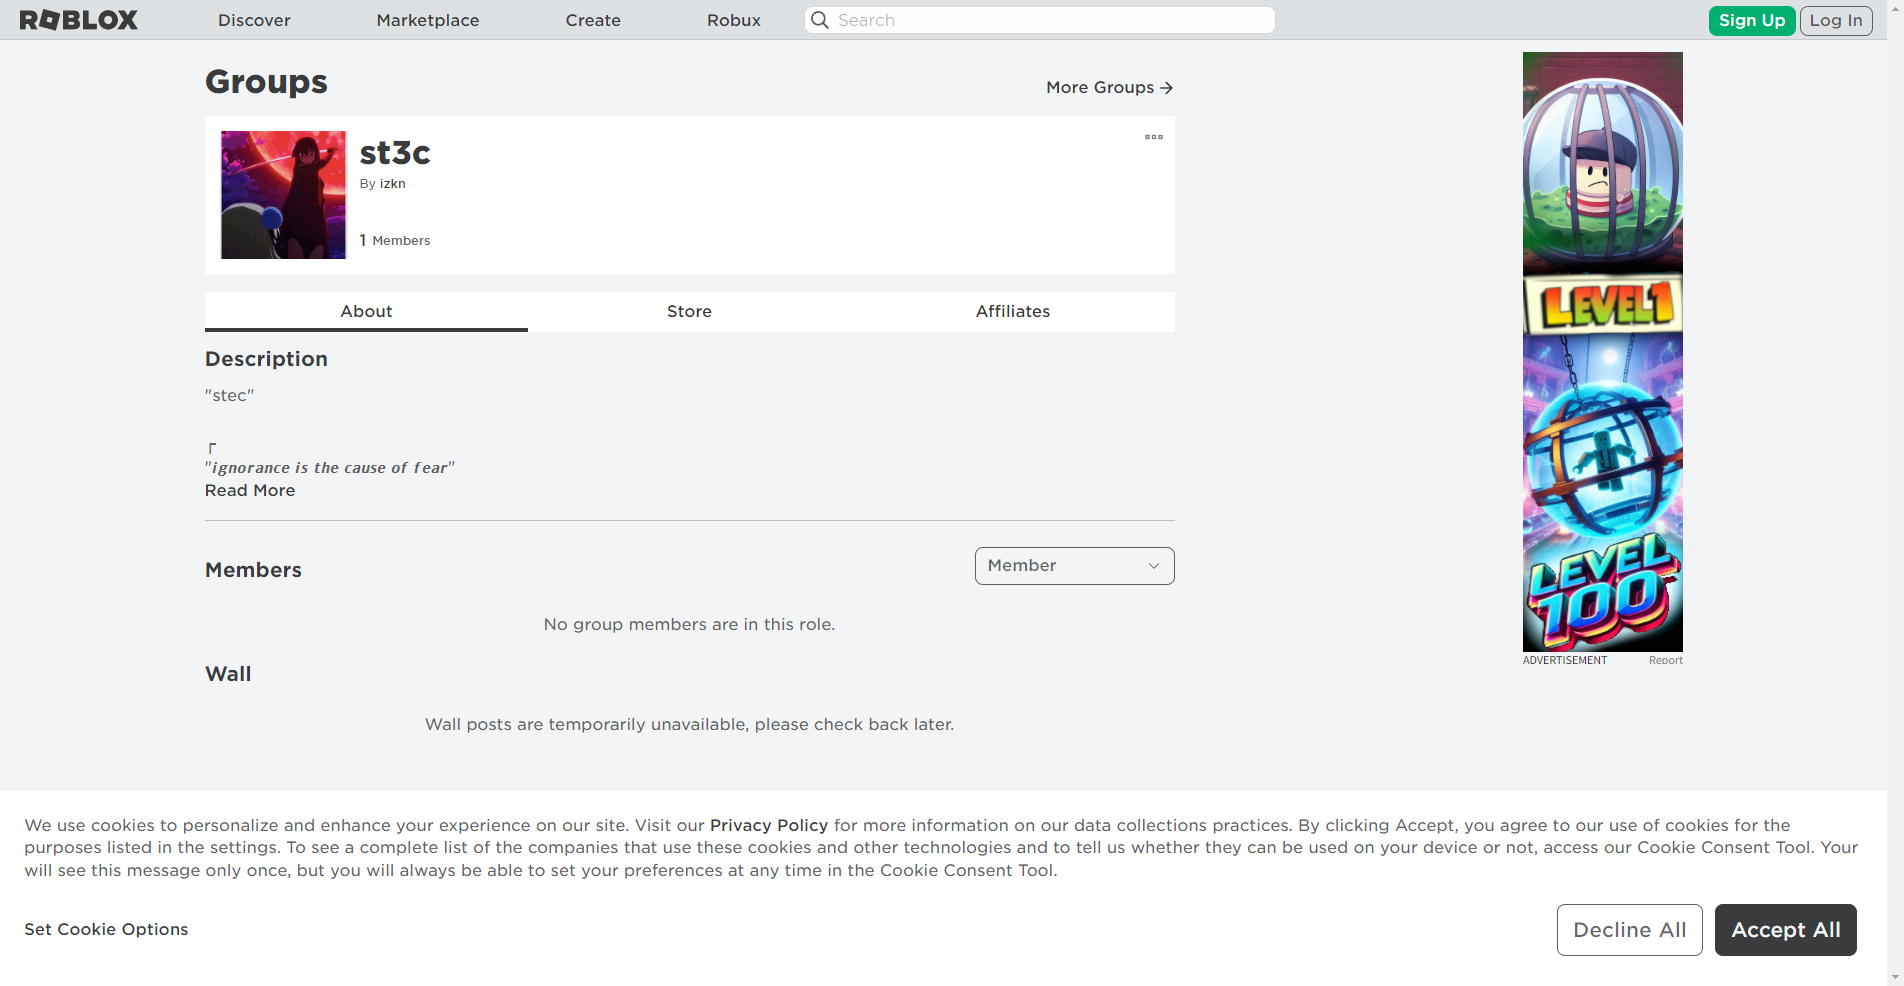 ROBLOX Discover Marketplace Create Robux Search Sign Up Log In
Groups
More Groups →
st3c
By izkn
1 Members
About Store Affiliates
Description
"stec"
┌
"ignorance is the cause of fear"
Read More
Members
Member
No group members are in this role.
Wall
Wall posts are temporarily unavailable, please check back later.
LEVEL 1
LEVEL
100
ADVERTISEMENT Report
We use cookies to personalize and enhance your experience on our site. Visit our Privacy Policy for more information on our data collections practices. By clicking Accept, you agree to our use of cookies for the
purposes listed in the settings. To see a complete list of the companies that use these cookies and other technologies and to tell us whether they can be used on your device or not, access our Cookie Consent Tool. Your
will see this message only once, but you will always be able to set your preferences at any time in the Cookie Consent Tool.
Set Cookie Options
Decline All Accept All